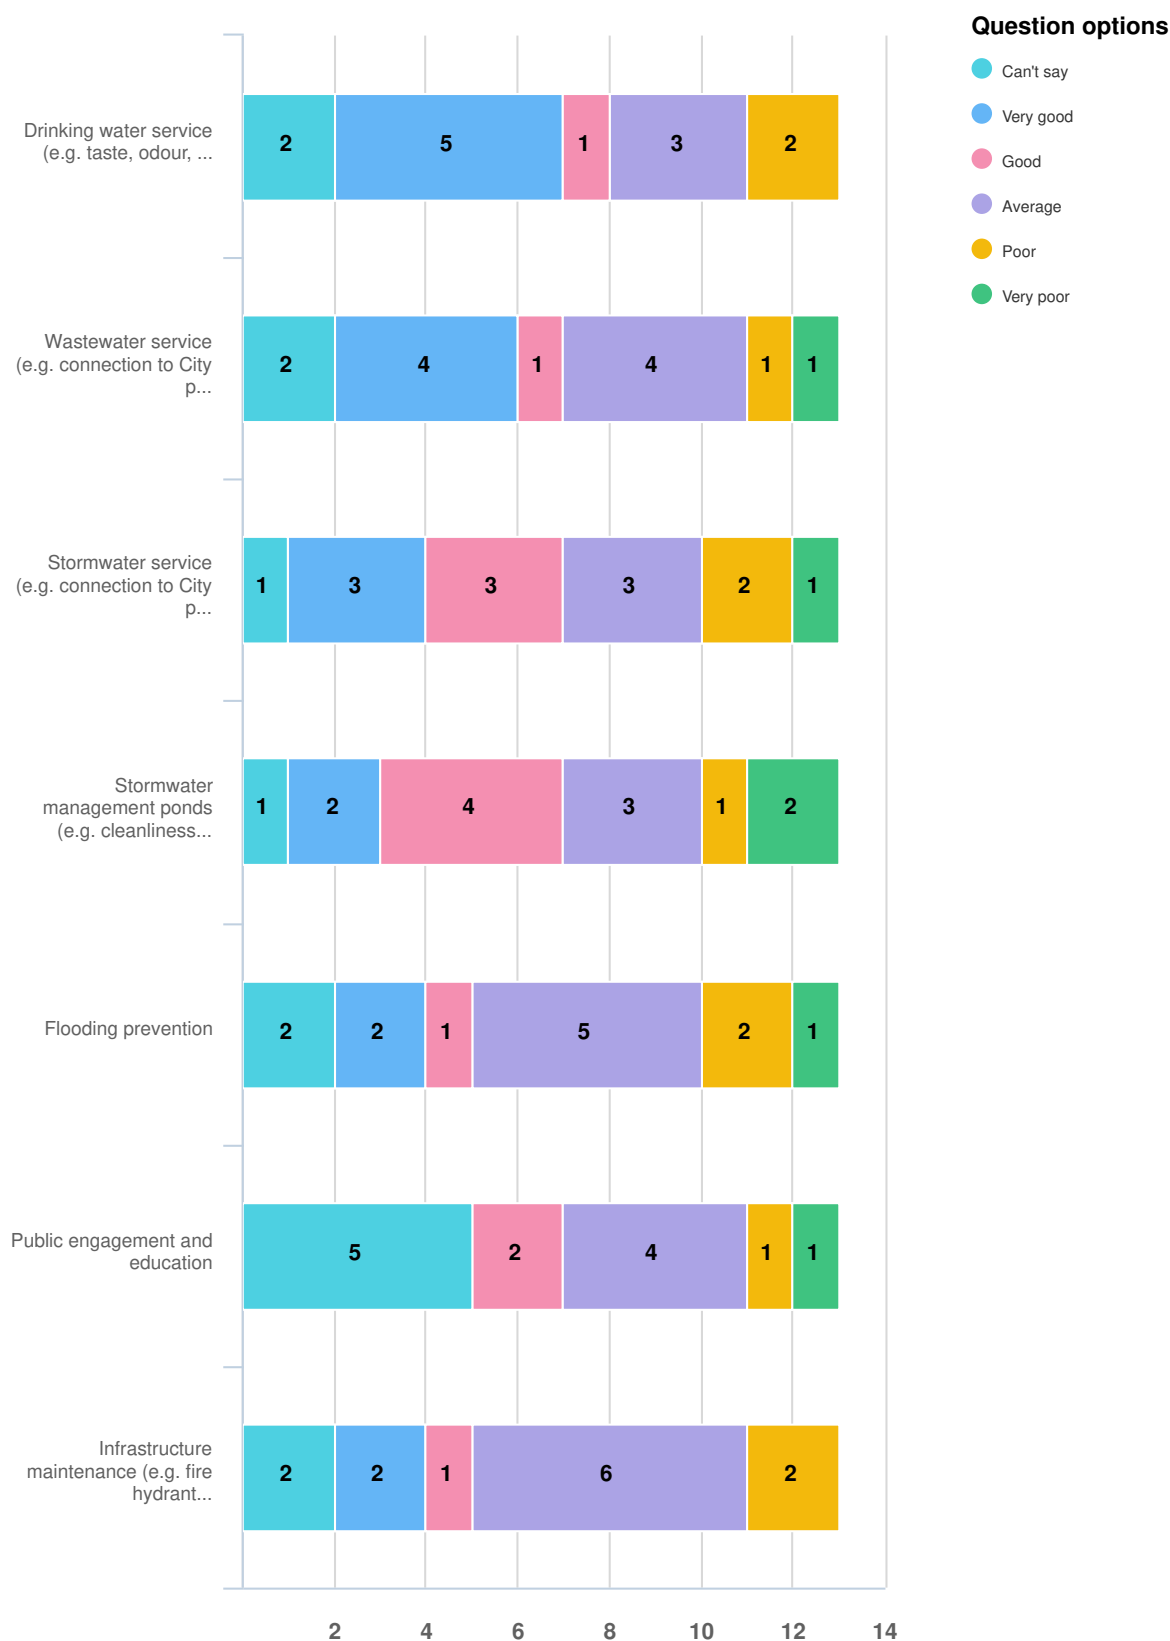 Question options
Can't say
Very good
Good
Average
Poor
Very poor
Drinking water service
(e.g. taste, odour, ...
2 5 1 3 2
Wastewater service
(e.g. connection to City
p...
2 4 1 4 1 1
Stormwater service
(e.g. connection to City
p...
1 3 3 3 2 1
Stormwater
management ponds
(e.g. cleanliness...
1 2 4 3 1 2
Flooding prevention
2 2 1 5 2 1
Public engagement and
education
5 2 4 1 1
Infrastructure
maintenance (e.g. fire
hydrant...
2 2 1 6 2
2 4 6 8 10 12 14